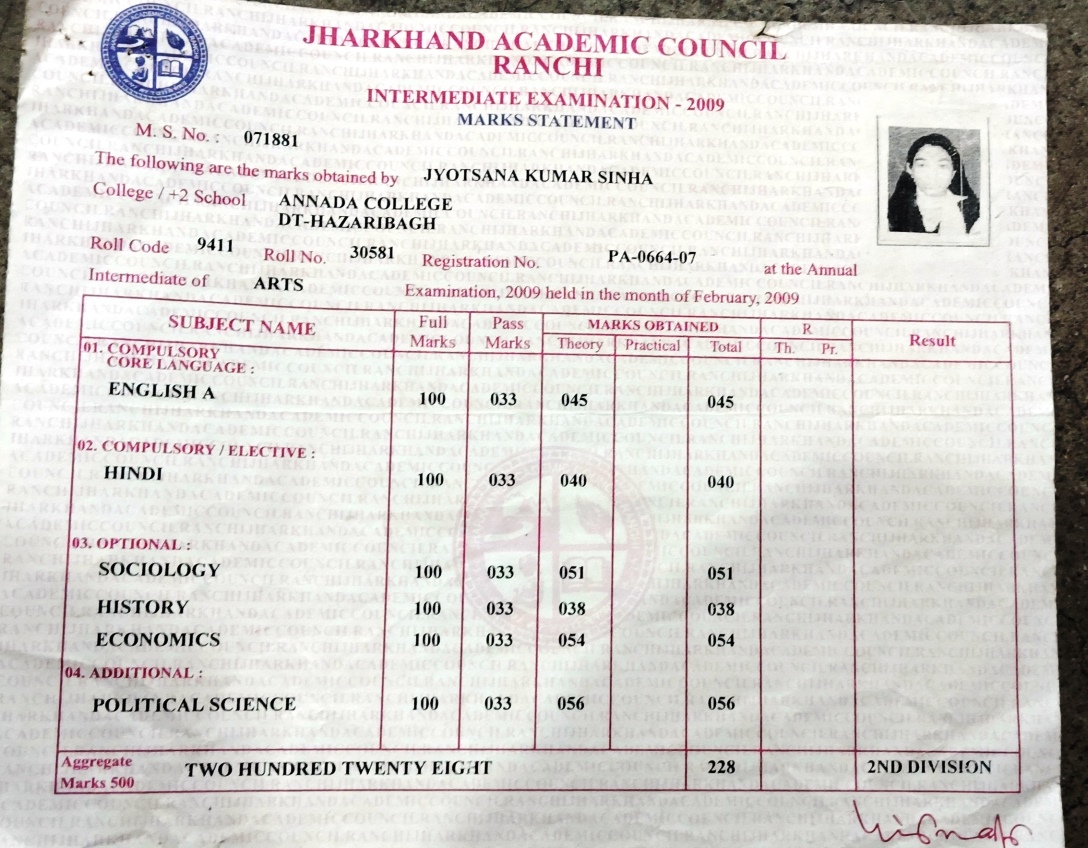 JHARKHAND ACADEMIC COUNCIL
RANCHI
INTERMEDIATE EXAMINATION - 2009
MARKS STATEMENT
M. S. No. : 071881
The following are the marks obtained by JYOTSANA KUMAR SINHA
College / +2 School ANNADA COLLEGE
DT-HAZARIBAGH
Roll Code 9411 Roll No. 30581 Registration No. PA-0664-07 at the Annual
Intermediate of ARTS Examination, 2009 held in the month of February, 2009
SUBJECT NAME Full Marks Pass Marks MARKS OBTAINED R Result
Theory Practical Total Th. Pr.
01. COMPULSORY
CORE LANGUAGE :
ENGLISH A 100 033 045 045
02. COMPULSORY / ELECTIVE :
HINDI 100 033 040 040
03. OPTIONAL :
SOCIOLOGY 100 033 051 051
HISTORY 100 033 038 038
ECONOMICS 100 033 054 054
04. ADDITIONAL :
POLITICAL SCIENCE 100 033 056 056
Aggregate
Marks 500 TWO HUNDRED TWENTY EIGHT 228 2ND DIVISION